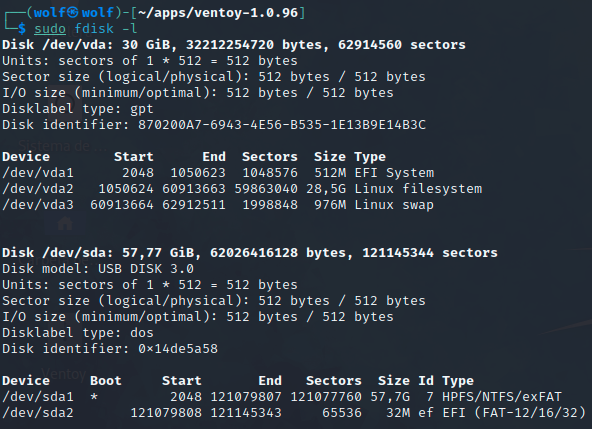 (wolf㉿wolf)-[~/apps/ventoy-1.0.96]
$ sudo fdisk -l
Disk /dev/vda: 30 GiB, 32212254720 bytes, 62914560 sectors
Units: sectors of 1 * 512 = 512 bytes
Sector size (logical/physical): 512 bytes / 512 bytes
I/O size (minimum/optimal): 512 bytes / 512 bytes
Disklabel type: gpt
Disk identifier: 870200A7-6943-4E56-B535-1E13B9E14B3C
Device Start End Sectors Size Type
/dev/vda1 2048 1050623 1048576 512M EFI System
/dev/vda2 1050624 60913663 59863040 28,5G Linux filesystem
/dev/vda3 60913664 62912511 1998848 976M Linux swap
Disk /dev/sda: 57,77 GiB, 62026416128 bytes, 121145344 sectors
Disk model: USB DISK 3.0
Units: sectors of 1 * 512 = 512 bytes
Sector size (logical/physical): 512 bytes / 512 bytes
I/O size (minimum/optimal): 512 bytes / 512 bytes
Disklabel type: dos
Disk identifier: 0×14de5a58
Ventoy
Device Boot Start End Sectors Size Id Type
/dev/sda1 * 2048 121079807 121077760 57,7G 7 HPFS/NTFS/exFAT
/dev/sda2 121079808 121145343 65536 32M ef EFI (FAT-12/16/32)